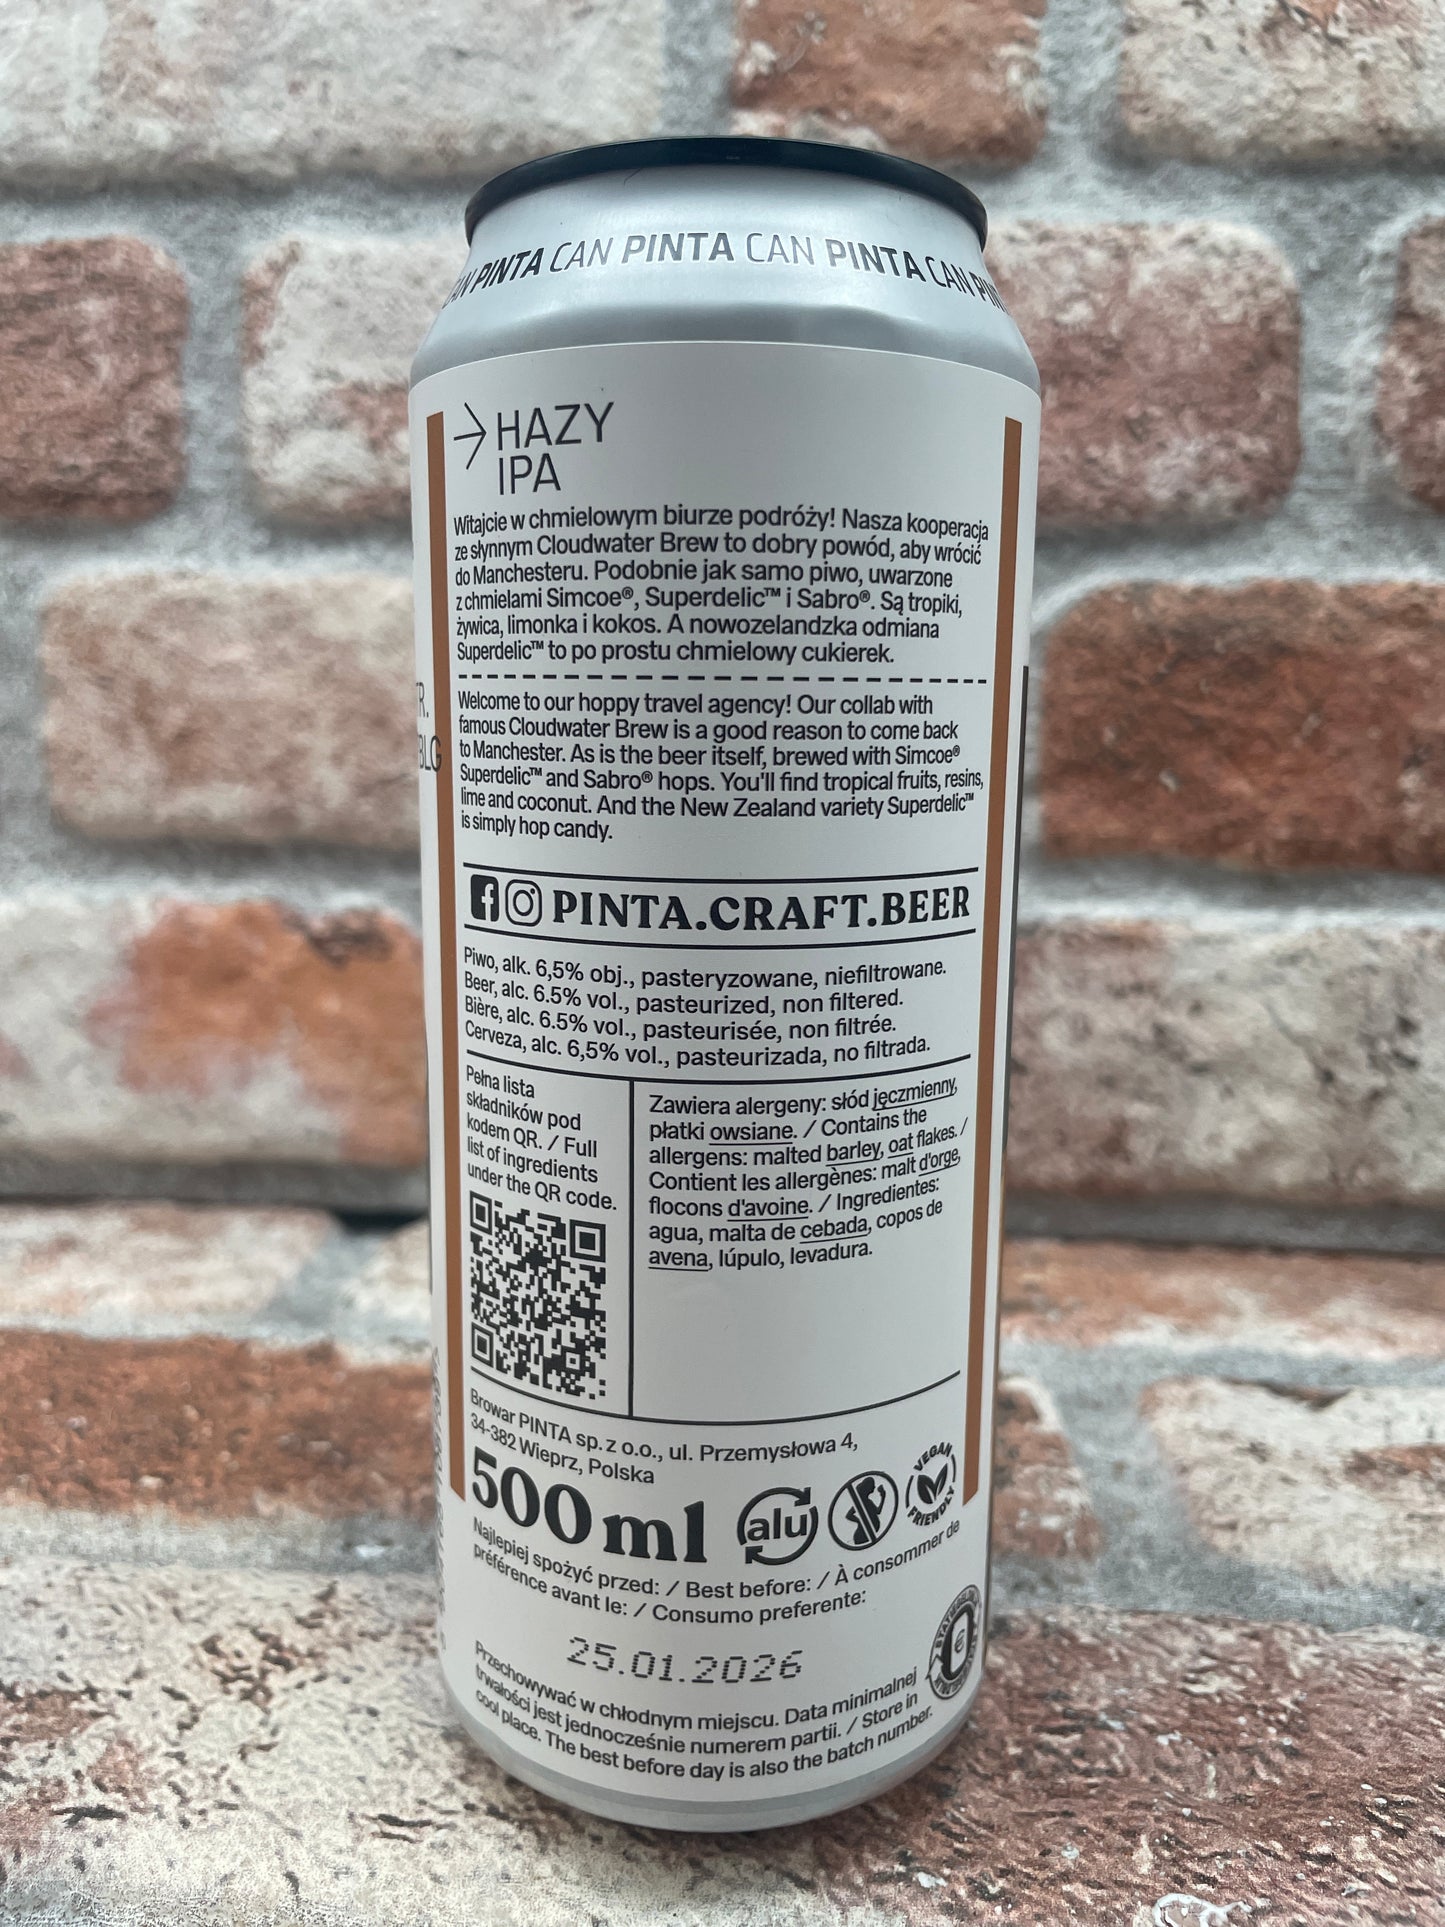 PINTA CAN PINTA CAN PINTA CAN
HAZY
IPA
Witajcie w chmielowym biurze podróży! Nasza kooperacja
ze słynnym Cloudwater Brew to dobry powód, aby wrócić
do Manchesteru. Podobnie jak samo piwo, uwarzone
z chmielami Simcoe®, Superdelic™ i Sabro®. Są tropiki,
żywica, limonka i kokos. A nowozelandzka odmiana
Superdelic™ to po prostu chmielowy cukierek.
Welcome to our hoppy travel agency! Our collab with
famous Cloudwater Brew is a good reason to come back
to Manchester. As is the beer itself, brewed with Simcoe®
Superdelic™ and Sabro® hops. You'll find tropical fruits, resins,
lime and coconut. And the New Zealand variety Superdelic™
is simply hop candy.
BLG
PINTA.CRAFT.BEER
Piwo, alk. 6,5% obj., pasteryzowane, niefiltrowane.
Beer, alc. 6.5% vol., pasteurized, non filtered.
Bière, alc. 6.5% vol., pasteurisée, non filtrée.
Cerveza, alc. 6,5% vol., pasteurizada, no filtrada.
Pełna lista
składników pod
kodem QR. / Full
list of ingredients
under the QR code.
Zawiera alergeny: słód jęczmienny,
płatki owsiane. / Contains the
allergens: malted barley, oat flakes. /
Contient les allergènes: malt d'orge,
flocons d'avoine. / Ingredientes:
agua, malta de cebada, copos de
avena, lúpulo, levadura.
Browar PINTA sp. z o.o., ul. Przemysłowa 4,
34-382 Wieprz, Polska
500 ml
alu
VEGAN
FRIENDLY
Najlepiej spożyć przed: / Best before: / À consommer de
préférence avant le: / Consumo preferente:
25.01.2026
Przechowywać w chłodnym miejscu. Data minimalnej
trwałości jest jednocześnie numerem partii. / Store in
cool place. The best before day is also the batch number.